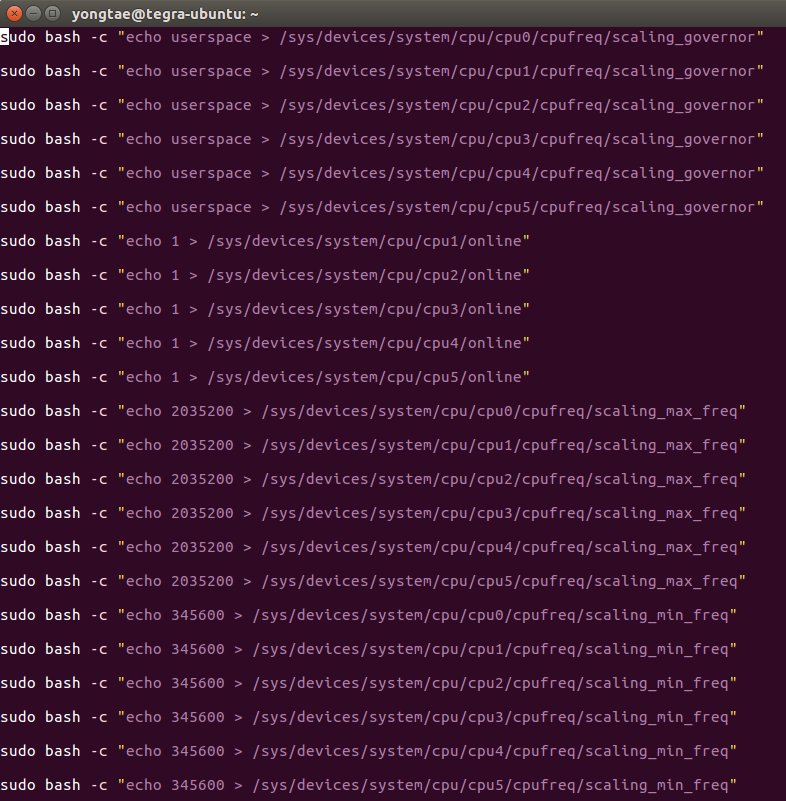 yongtae@tegra-ubuntu: ~
sudo bash -c "echo userspace > /sys/devices/system/cpu/cpu0/cpufreq/scaling_governor"
sudo bash -c "echo userspace > /sys/devices/system/cpu/cpu1/cpufreq/scaling_governor"
sudo bash -c "echo userspace > /sys/devices/system/cpu/cpu2/cpufreq/scaling_governor"
sudo bash -c "echo userspace > /sys/devices/system/cpu/cpu3/cpufreq/scaling_governor"
sudo bash -c "echo userspace > /sys/devices/system/cpu/cpu4/cpufreq/scaling_governor"
sudo bash -c "echo userspace > /sys/devices/system/cpu/cpu5/cpufreq/scaling_governor"
sudo bash -c "echo 1 > /sys/devices/system/cpu/cpu1/online"
sudo bash -c "echo 1 > /sys/devices/system/cpu/cpu2/online"
sudo bash -c "echo 1 > /sys/devices/system/cpu/cpu3/online"
sudo bash -c "echo 1 > /sys/devices/system/cpu/cpu4/online"
sudo bash -c "echo 1 > /sys/devices/system/cpu/cpu5/online"
sudo bash -c "echo 2035200 > /sys/devices/system/cpu/cpu0/cpufreq/scaling_max_freq"
sudo bash -c "echo 2035200 > /sys/devices/system/cpu/cpu1/cpufreq/scaling_max_freq"
sudo bash -c "echo 2035200 > /sys/devices/system/cpu/cpu2/cpufreq/scaling_max_freq"
sudo bash -c "echo 2035200 > /sys/devices/system/cpu/cpu3/cpufreq/scaling_max_freq"
sudo bash -c "echo 2035200 > /sys/devices/system/cpu/cpu4/cpufreq/scaling_max_freq"
sudo bash -c "echo 2035200 > /sys/devices/system/cpu/cpu5/cpufreq/scaling_max_freq"
sudo bash -c "echo 345600 > /sys/devices/system/cpu/cpu0/cpufreq/scaling_min_freq"
sudo bash -c "echo 345600 > /sys/devices/system/cpu/cpu1/cpufreq/scaling_min_freq"
sudo bash -c "echo 345600 > /sys/devices/system/cpu/cpu2/cpufreq/scaling_min_freq"
sudo bash -c "echo 345600 > /sys/devices/system/cpu/cpu3/cpufreq/scaling_min_freq"
sudo bash -c "echo 345600 > /sys/devices/system/cpu/cpu4/cpufreq/scaling_min_freq"
sudo bash -c "echo 345600 > /sys/devices/system/cpu/cpu5/cpufreq/scaling_min_freq"